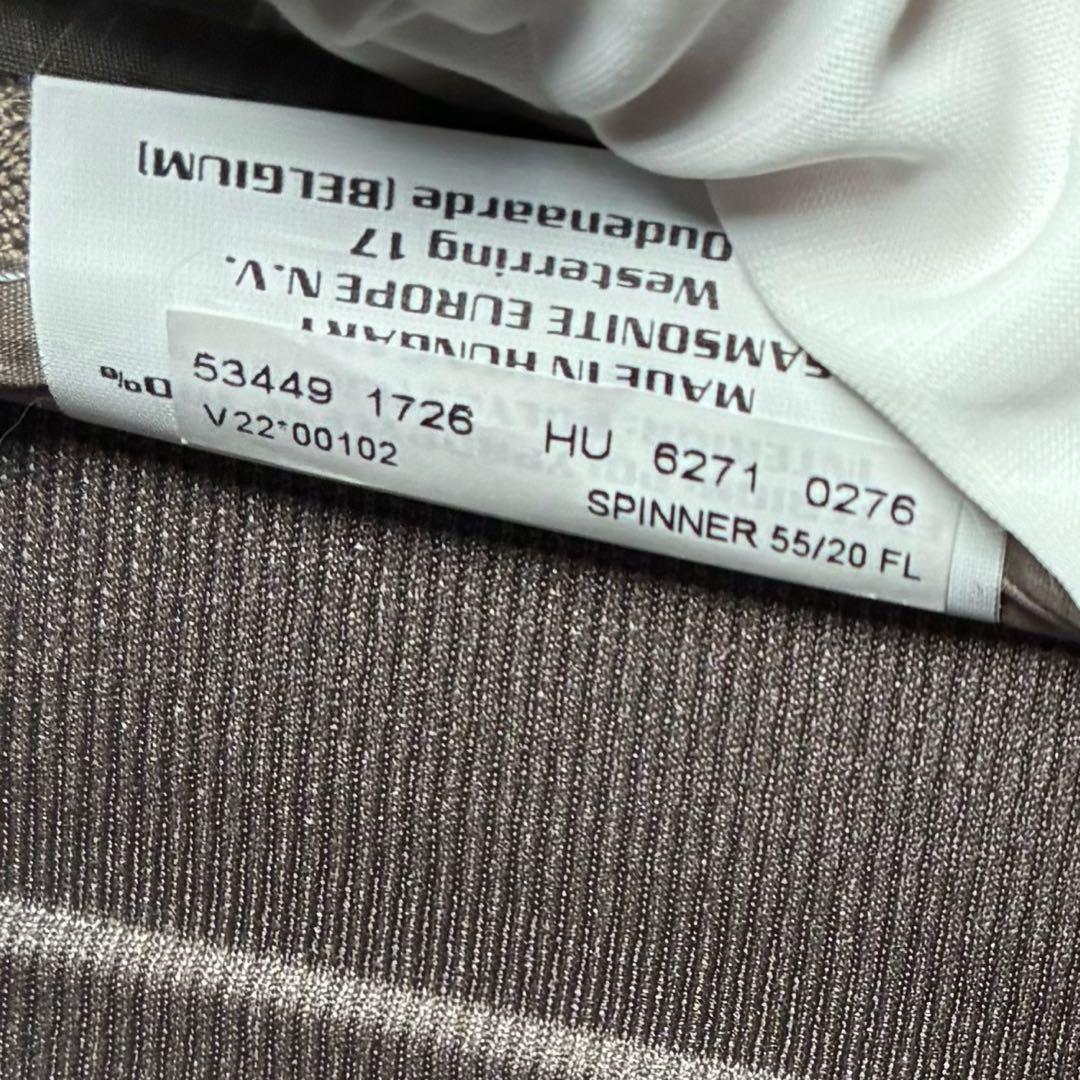 MADE IN HUNGARY
SAMSONITE EUROPE N.V.
Westerring 17
Oudenaarde (BELGIUM)
53449 1726 HU 6271 0276
V22*00102 SPINNER 55/20 FL